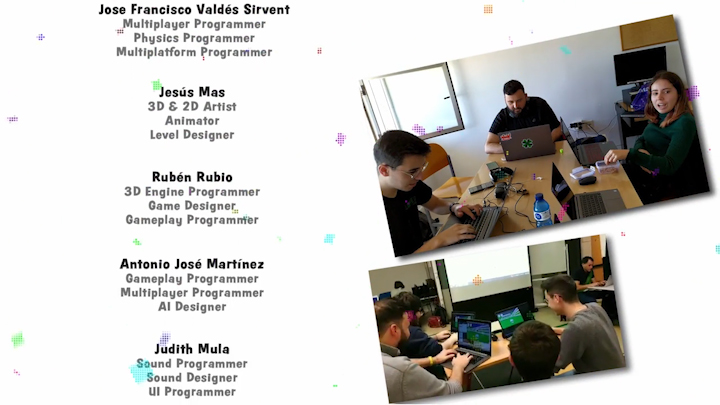 Jose Francisco Valdés Sirvent
Multiplayer Programmer
Physics Programmer
Multiplatform Programmer
Jesús Mas
3D & 2D Artist
Animator
Level Designer
Rubén Rubio
3D Engine Programmer
Game Designer
Gameplay Programmer
Antonio José Martínez
Gameplay Programmer
Multiplayer Programmer
AI Designer
Judith Mula
Sound Programmer
Sound Designer
UI Programmer